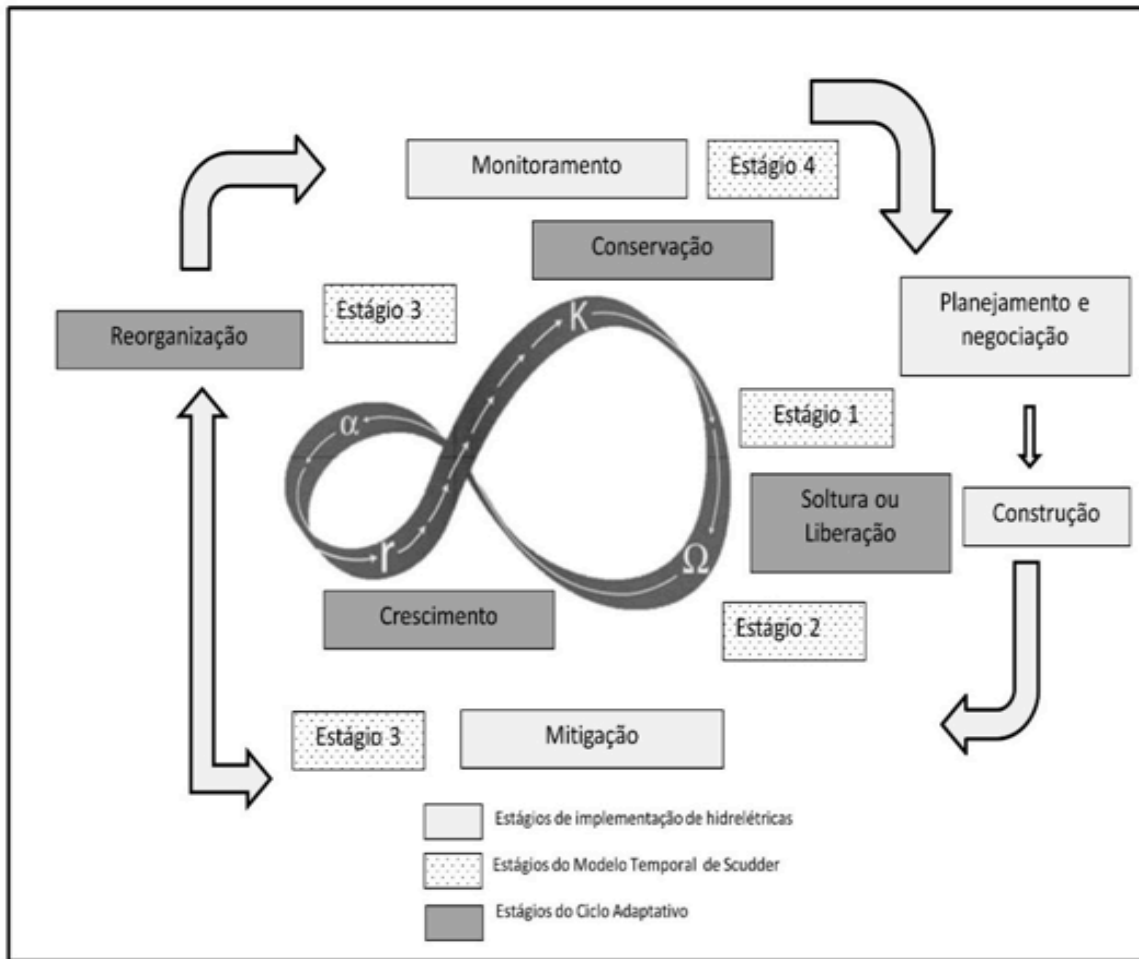 Monitoramento
Estágio 4
Conservação
Planejamento e
negociação
Estágio 3
Reorganização
K
Estágio 1
α
Soltura ou
Liberação
Construção
r
Ω
Crescimento
Estágio 2
Estágio 3
Mitigação
Estágios de implementação de hidrelétricas
Estágios do Modelo Temporal de Scudder
Estágios do Ciclo Adaptativo